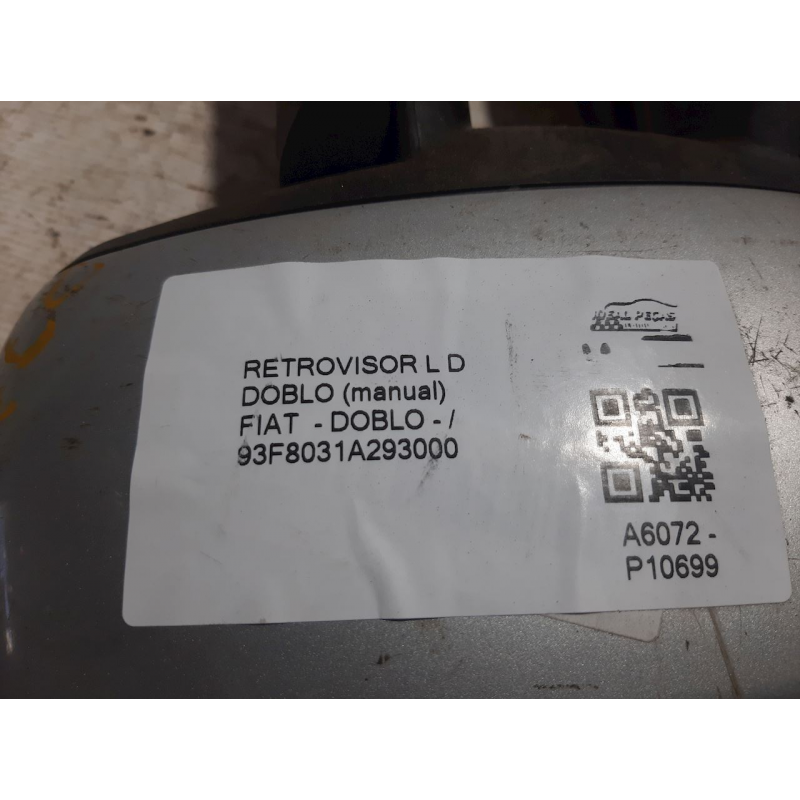 IDEAL PEÇAS
RETROVISOR L D
DOBLO (manual)
FIAT - DOBLO - /
93F8031A293000
A6072 -
P10699